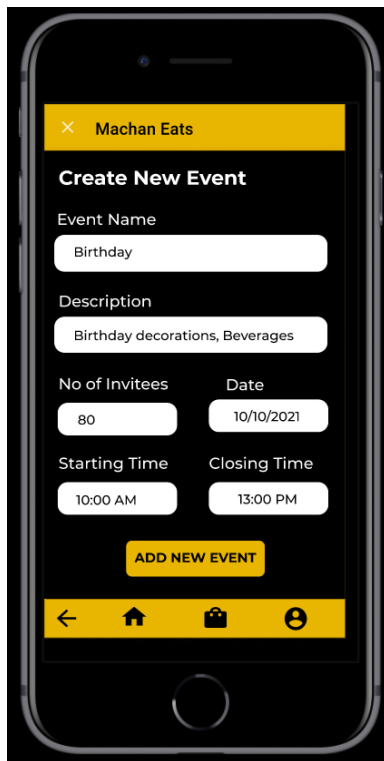 Machan Eats
Create New Event
Event Name
Birthday
Description
Birthday decorations, Beverages
No of Invitees Date
80 10/10/2021
Starting Time Closing Time
10:00 AM 13:00 PM
ADD NEW EVENT